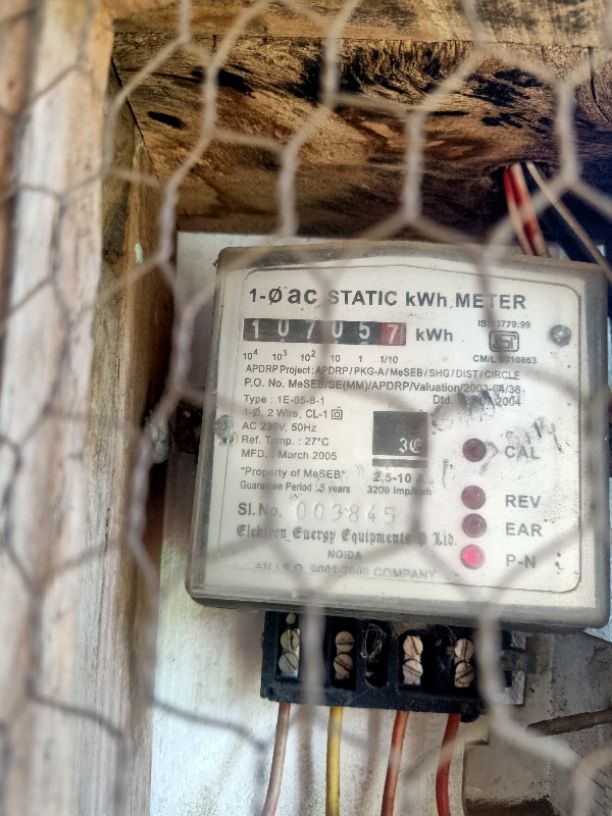 1-Ø ac STATIC kWh METER
107057 kWh
IS:13779:99
10⁴ 10³ 10² 10 1 1/10
CM/L
APDRP Project: APDRP/PKG-A/MeSEB/SHG/DIST/CIRCLE
P.O. No. MeSEB/SE(MM)/APDRP/Valuation/2003-04/38
Dtd. 2004
Type : 1E-05-8-1
1-Ø, 2 Wire, CL-1
AC 230V, 50Hz
Ref. Temp. : 27°C
MFD. : March 2005
CAL
"Property of MeSEB" 2.5-10 A
Guarantee Period : 5 years 3200 Imp/kwh
REV
Sl. No. 003845
EAR
Elektron Energy Equipments P Ltd.
NOIDA
P-N
AN I.S.O. 9001-2000 COMPANY